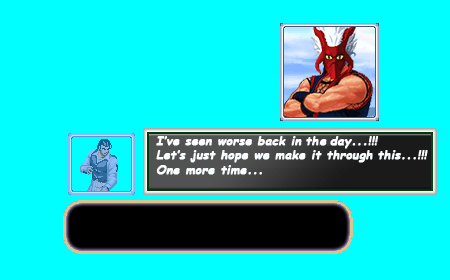 I've seen worse back in the day...!!!
Let's just hope we make it through this...!!!
One more time...